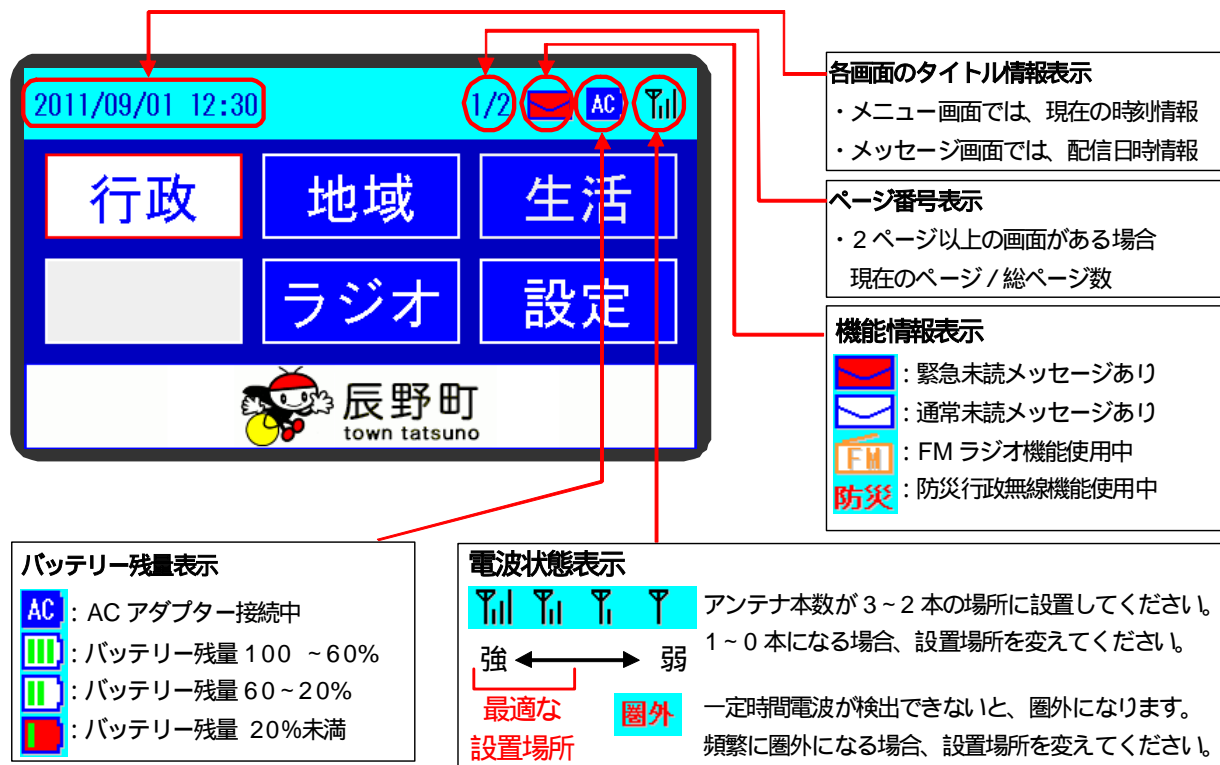 2011/09/01 12:30
1/2
AC
行政
地域
生活
ラジオ
設定
辰野町
town tatsuno
各画面のタイトル情報表示
・メニュー画面では、現在の時刻情報
・メッセージ画面では、配信日時情報
ページ番号表示
・2ページ以上の画面がある場合
現在のページ / 総ページ数
機能情報表示
：緊急未読メッセージあり
：通常未読メッセージあり
FM：FM ラジオ機能使用中
防災：防災行政無線機能使用中
バッテリー残量表示
AC：AC アダプター接続中
：バッテリー残量 100 ~60%
：バッテリー残量 60~20%
：バッテリー残量 20%未満
電波状態表示
アンテナ本数が 3~2 本の場所に設置してください。
1~0 本になる場合、設置場所を変えてください。
強 弱
最適な
設置場所
圏外
一定時間電波が検出できないと、圏外になります。
頻繁に圏外になる場合、設置場所を変えてください。